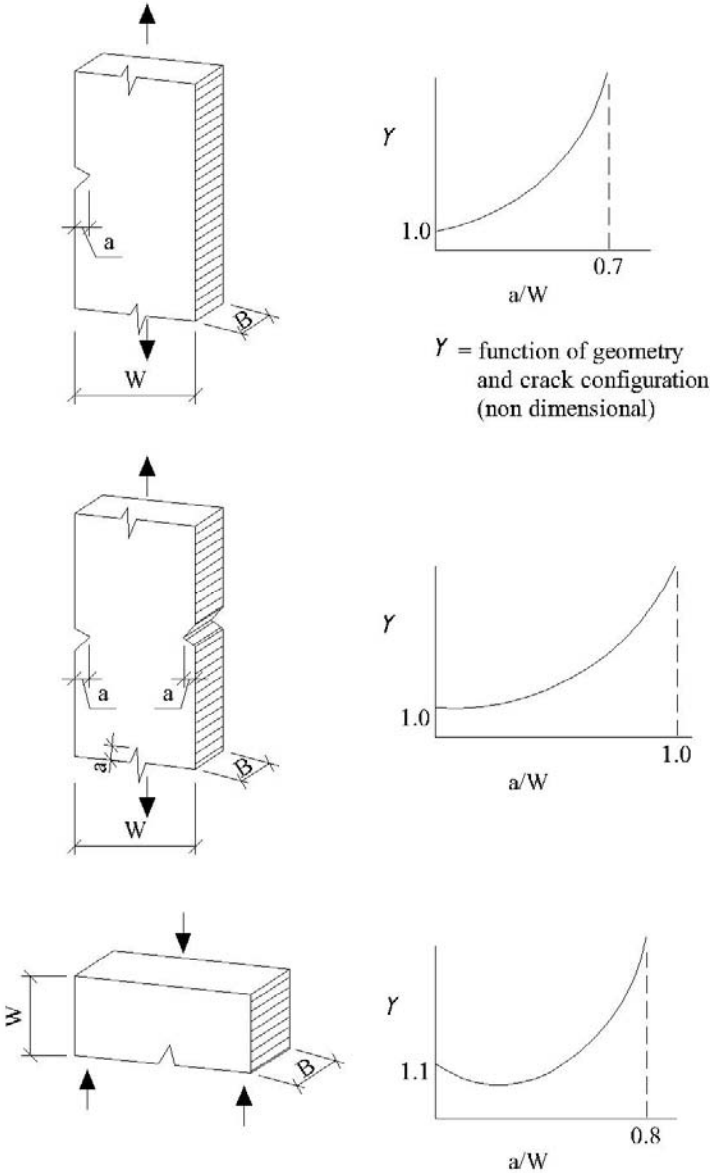 Y
1.0
0.7
a/W
a
B
W
Y = function of geometry
and crack configuration
(non dimensional)
Y
1.0
1.0
a/W
a
a
a
B
W
W
B
Y
1.1
0.8
a/W